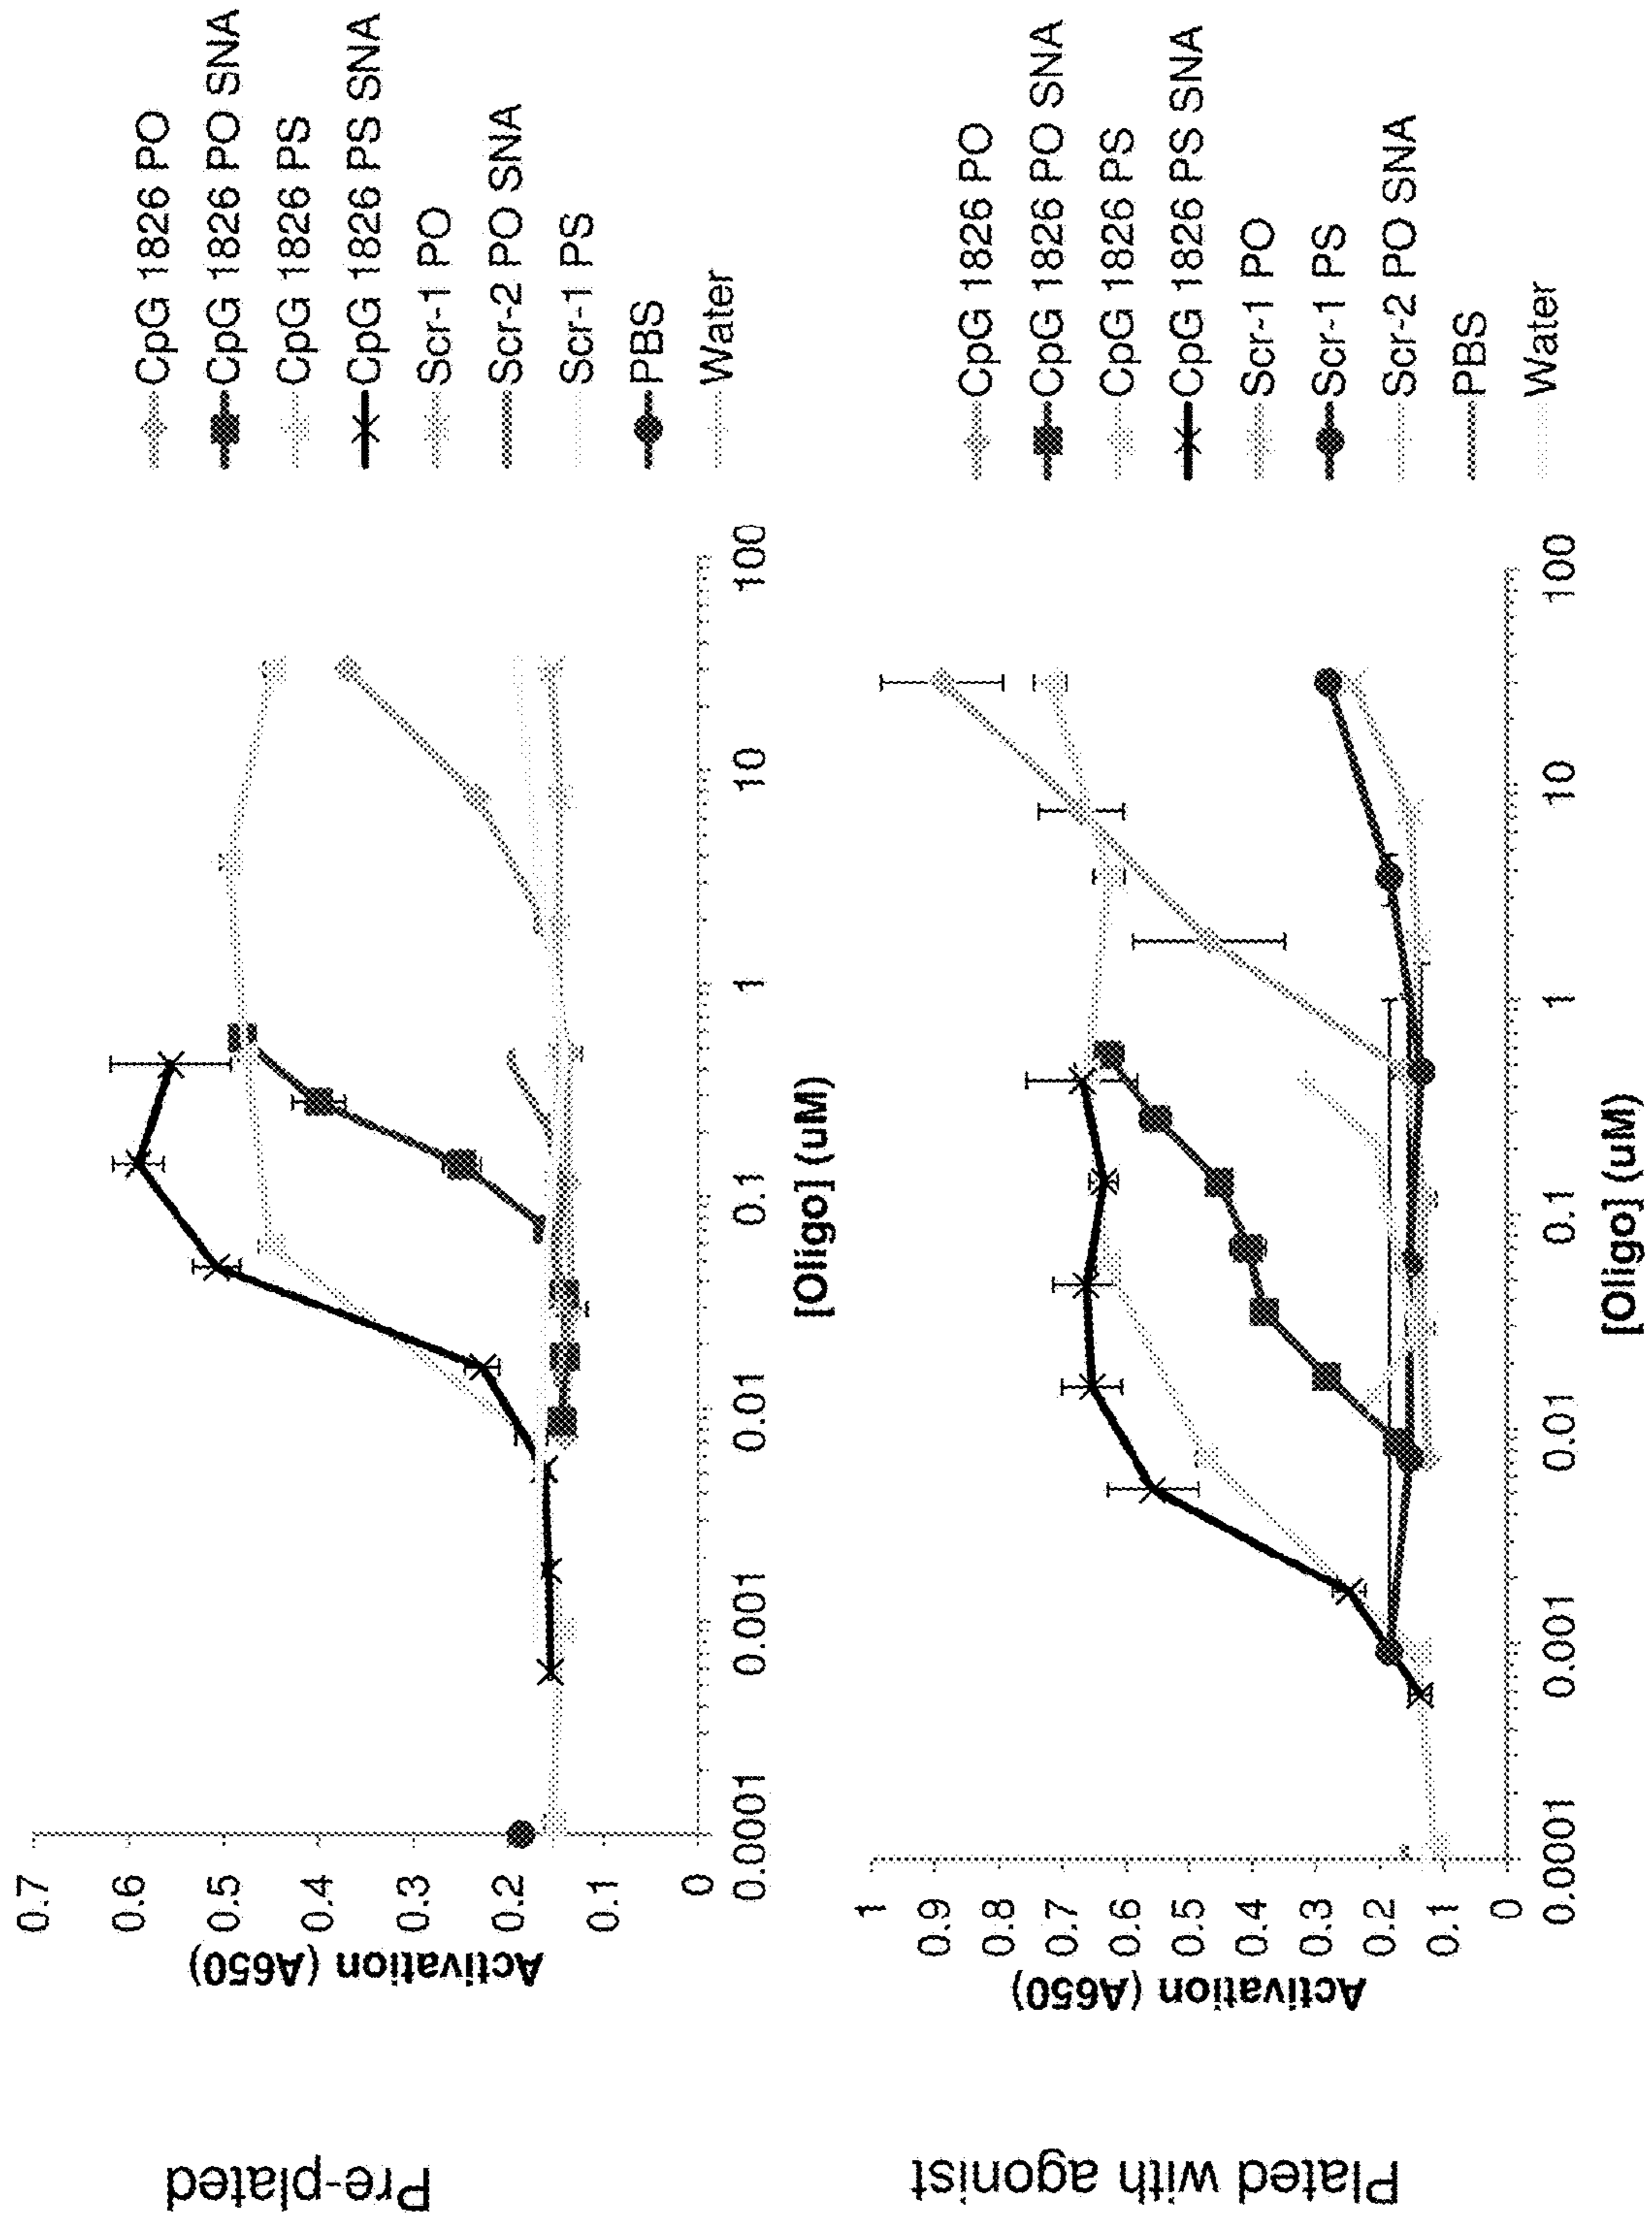 Pre-plated
Activation (A650)
0.7
0.6
0.5
0.4
0.3
0.2
0.1
0
0.0001
0.001
0.01
0.1
1
10
100
[Oligo] (uM)
CpG 1826 PO
CpG 1826 PO SNA
CpG 1826 PS
CpG 1826 PS SNA
Scr-1 PO
Scr-2 PO SNA
Scr-1 PS
PBS
Water
Plated with agonist
Activation (A650)
1
0.9
0.8
0.7
0.6
0.5
0.4
0.3
0.2
0.1
0
0.0001
0.001
0.01
0.1
1
10
100
[Oligo] (uM)
CpG 1826 PO
CpG 1826 PO SNA
CpG 1826 PS
CpG 1826 PS SNA
Scr-1 PO
Scr-1 PS
Scr-2 PO SNA
PBS
Water